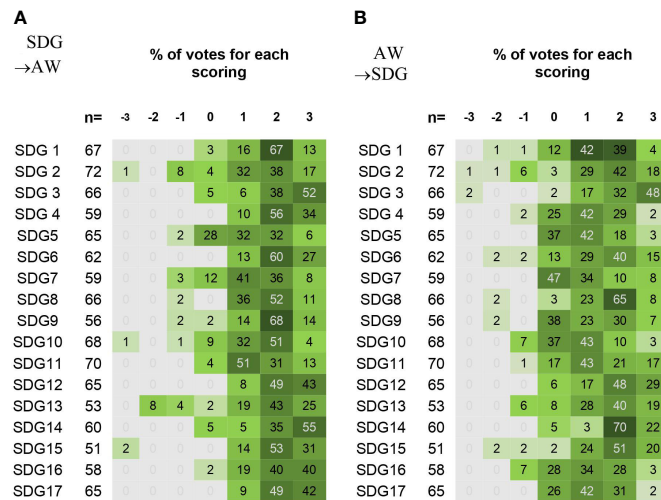 A
SDG
→AW
% of votes for each
scoring
n= -3 -2 -1 0 1 2 3
SDG 1 67 0 0 0 3 16 67 13
SDG 2 72 1 0 8 4 32 38 17
SDG 3 66 0 0 0 5 6 38 52
SDG 4 59 0 0 0 0 10 56 34
SDG5 65 0 0 2 28 32 32 6
SDG6 62 0 0 0 0 13 60 27
SDG7 59 0 0 3 12 41 36 8
SDG8 66 0 0 2 0 36 52 11
SDG9 56 0 0 2 2 14 68 14
SDG10 68 1 0 1 9 32 51 4
SDG11 70 0 0 0 4 51 31 13
SDG12 65 0 0 0 0 8 49 43
SDG13 53 0 8 4 2 19 43 25
SDG14 60 0 0 0 5 5 35 55
SDG15 51 2 0 0 0 14 53 31
SDG16 58 0 0 0 2 19 40 40
SDG17 65 0 0 0 0 9 49 42
B
AW
→SDG
% of votes for each
scoring
n= -3 -2 -1 0 1 2 3
SDG 1 67 0 1 1 12 42 39 4
SDG 2 72 1 1 6 3 29 42 18
SDG 3 66 2 0 0 2 17 32 48
SDG 4 59 0 0 2 25 42 29 2
SDG5 65 0 0 0 37 42 18 3
SDG6 62 0 2 2 13 29 40 15
SDG7 59 0 0 0 47 34 10 8
SDG8 66 0 2 0 3 23 65 8
SDG9 56 0 2 0 38 23 30 7
SDG10 68 0 0 7 37 43 10 3
SDG11 70 0 0 1 17 43 21 17
SDG12 65 0 0 0 6 17 48 29
SDG13 53 0 0 6 8 28 40 19
SDG14 60 0 0 0 5 3 70 22
SDG15 51 0 2 2 2 24 51 20
SDG16 58 0 0 7 28 34 28 3
SDG17 65 0 0 0 26 42 31 2